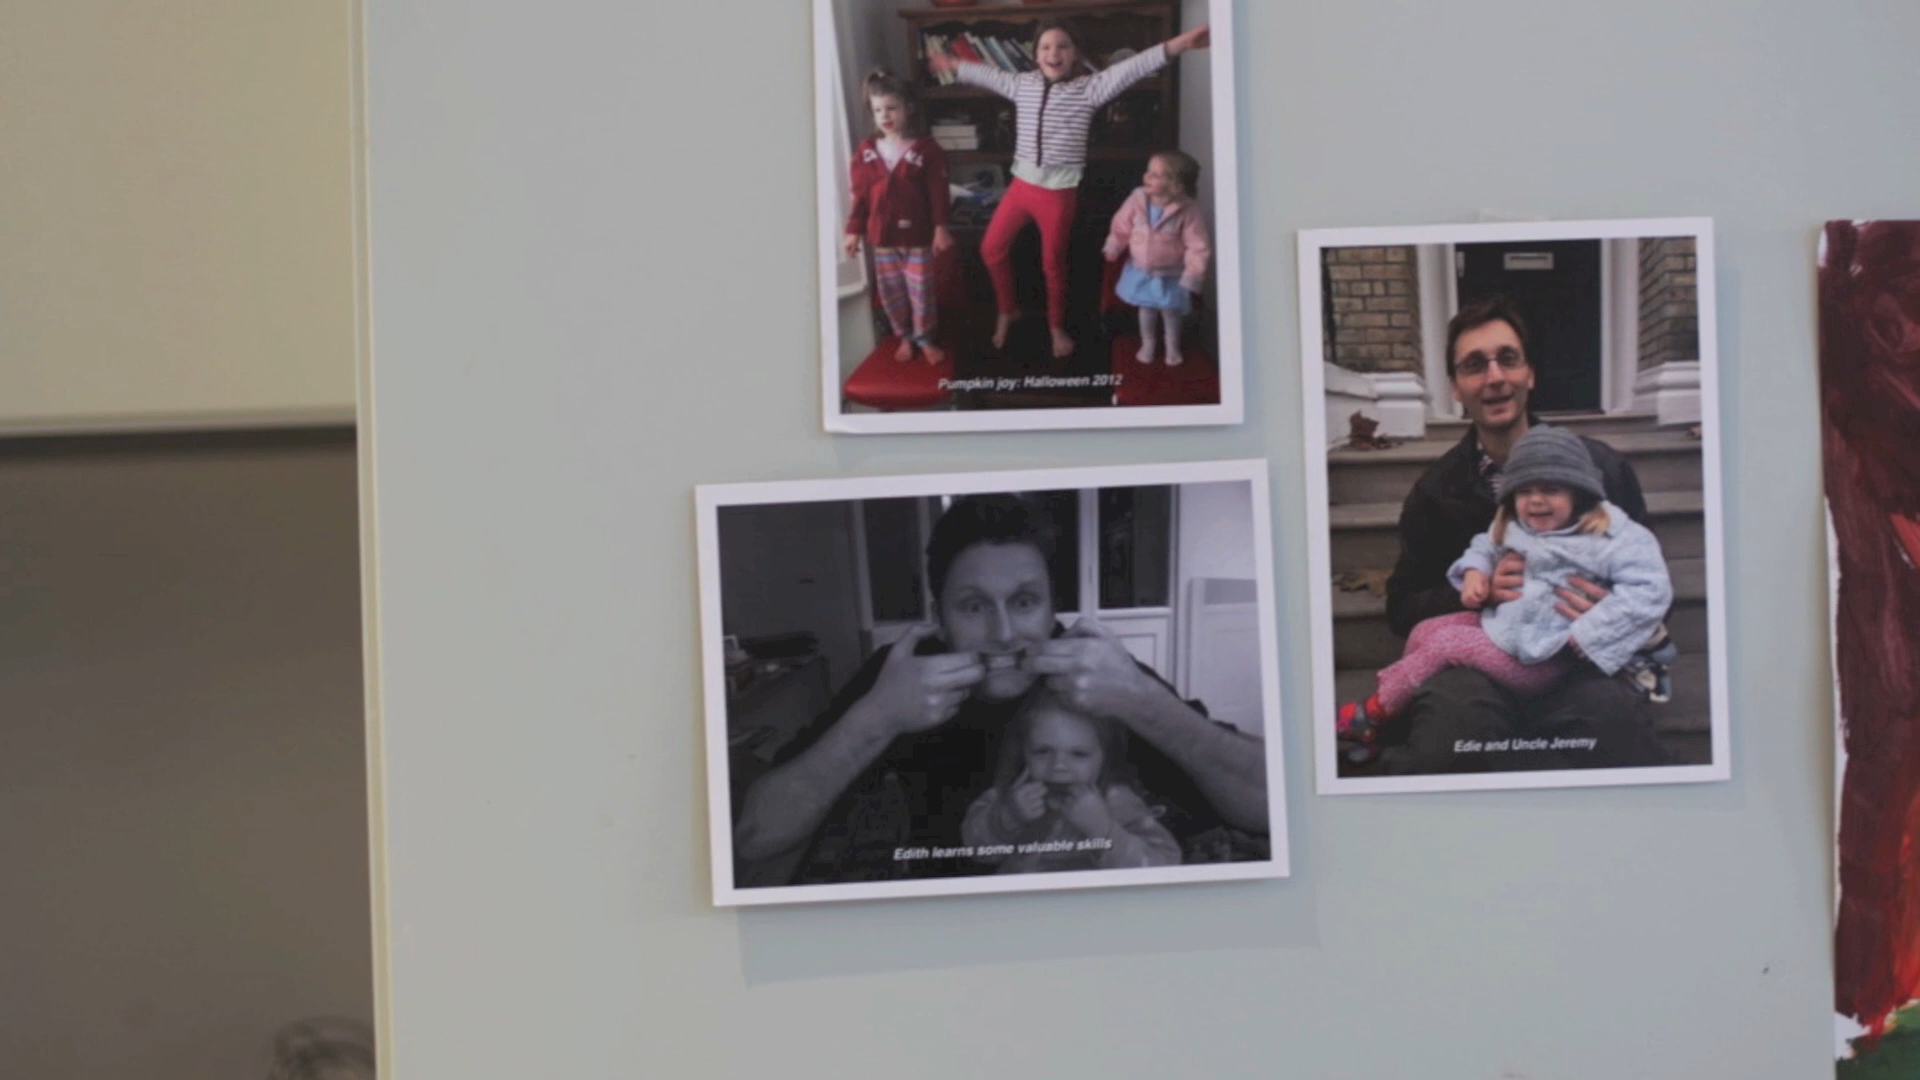 Pumpkin joy: Halloween 2012
Edie and Uncle Jeremy
Edith learns some valuable skills